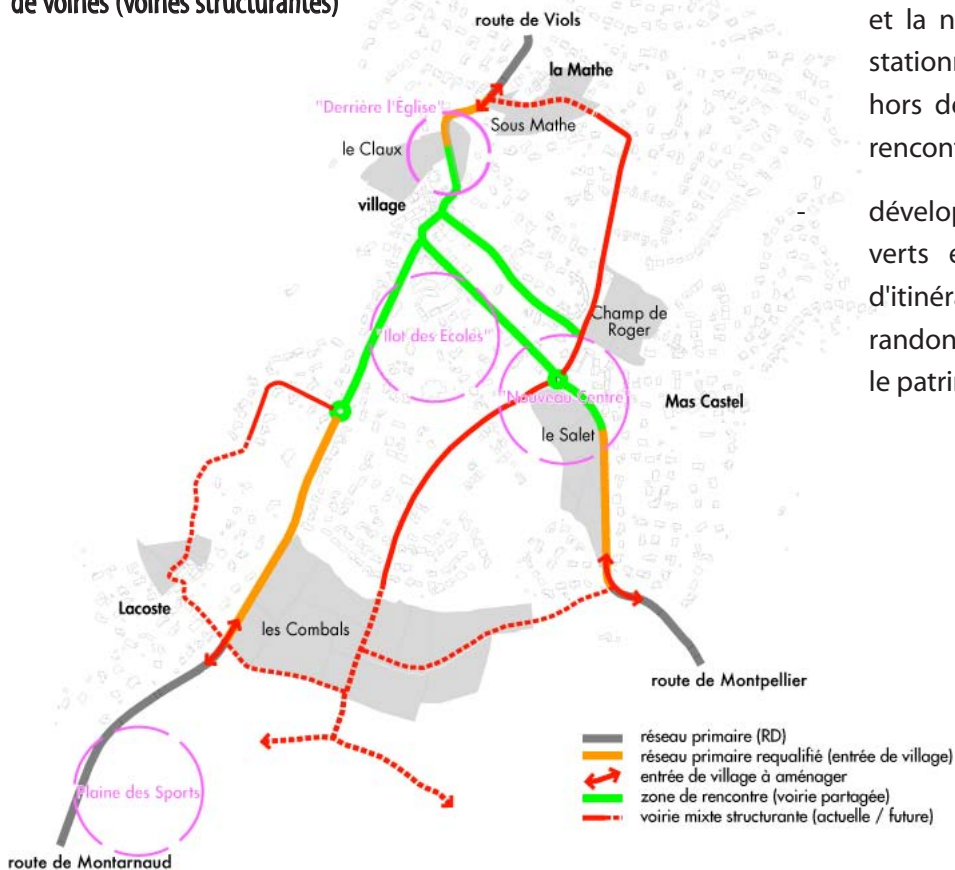 de voiries (voiries structurantes)
route de Viols
la Mathe
"Derrière l'Église"
Sous Mathe
le Claux
village
"Ilot des Ecoles"
Champ de
Roger
"Nouveau Centre"
Mas Castel
le Salet
Lacoste
les Combals
route de Montpellier
Plaine des Sports
route de Montarnaud
réseau primaire (RD)
réseau primaire requalifié (entrée de village)
entrée de village à aménager
zone de rencontre (voirie partagée)
voirie mixte structurante (actuelle / future)
et la n
stationn
hors de
rencont
- dévelop
verts e
d'itinéra
randon
le patri